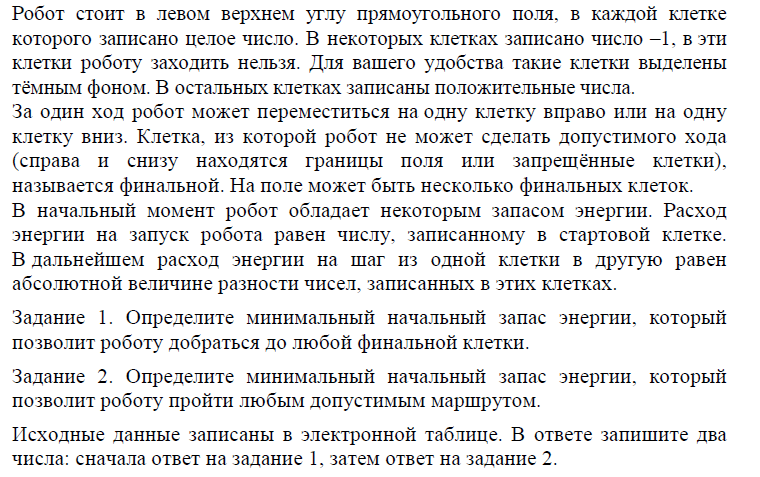 Робот стоит в левом верхнем углу прямоугольного поля, в каждой клетке
которого записано целое число. В некоторых клетках записано число –1, в эти
клетки роботу заходить нельзя. Для вашего удобства такие клетки выделены
тёмным фоном. В остальных клетках записаны положительные числа.
За один ход робот может переместиться на одну клетку вправо или на одну
клетку вниз. Клетка, из которой робот не может сделать допустимого хода
(справа и снизу находятся границы поля или запрещённые клетки),
называется финальной. На поле может быть несколько финальных клеток.
В начальный момент робот обладает некоторым запасом энергии. Расход
энергии на запуск робота равен числу, записанному в стартовой клетке.
В дальнейшем расход энергии на шаг из одной клетки в другую равен
абсолютной величине разности чисел, записанных в этих клетках.
Задание 1. Определите минимальный начальный запас энергии, который
позволит роботу добраться до любой финальной клетки.
Задание 2. Определите минимальный начальный запас энергии, который
позволит роботу пройти любым допустимым маршрутом.
Исходные данные записаны в электронной таблице. В ответе запишите два
числа: сначала ответ на задание 1, затем ответ на задание 2.